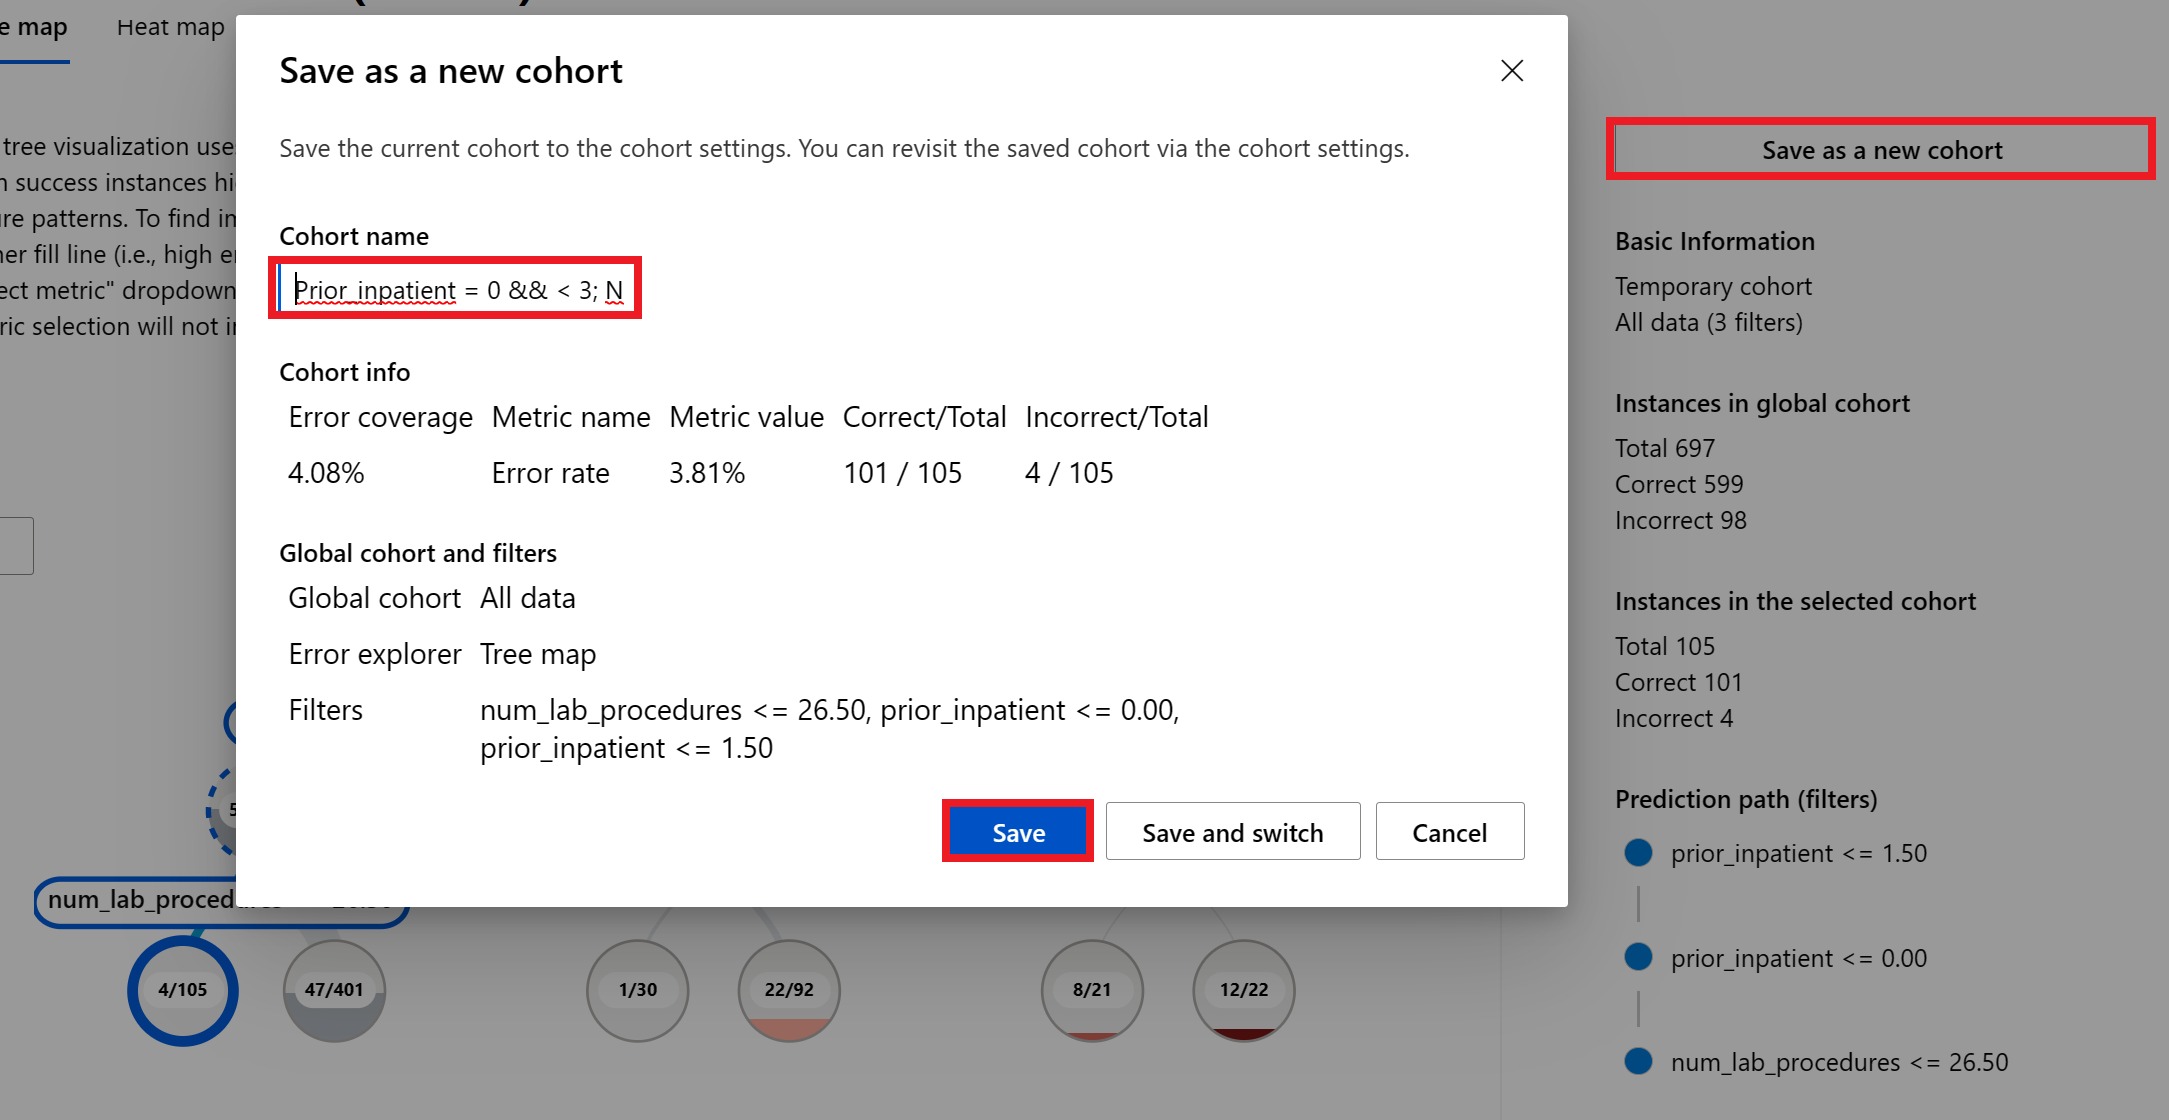 e map
Heat map
Save as a new cohort
Save the current cohort to the cohort settings. You can revisit the saved cohort via the cohort settings.
tree visualization use
success instances hi
re patterns. To find im
er fill line (i.e., high e
ect metric" dropdown
ric selection will not i
Cohort name
Prior_inpatient = 0 && < 3; N
Cohort info
Error coverage Metric name Metric value Correct/Total Incorrect/Total
4.08% Error rate 3.81% 101 / 105 4 / 105
Global cohort and filters
Global cohort All data
Error explorer Tree map
Filters num_lab_procedures <= 26.50, prior_inpatient <= 0.00,
prior_inpatient <= 1.50
Save
Save and switch
Cancel
5
num_lab_proced
4/105
47/401
1/30
22/92
8/21
12/22
Save as a new cohort
Basic Information
Temporary cohort
All data (3 filters)
Instances in global cohort
Total 697
Correct 599
Incorrect 98
Instances in the selected cohort
Total 105
Correct 101
Incorrect 4
Prediction path (filters)
prior_inpatient <= 1.50
prior_inpatient <= 0.00
num_lab_procedures <= 26.50